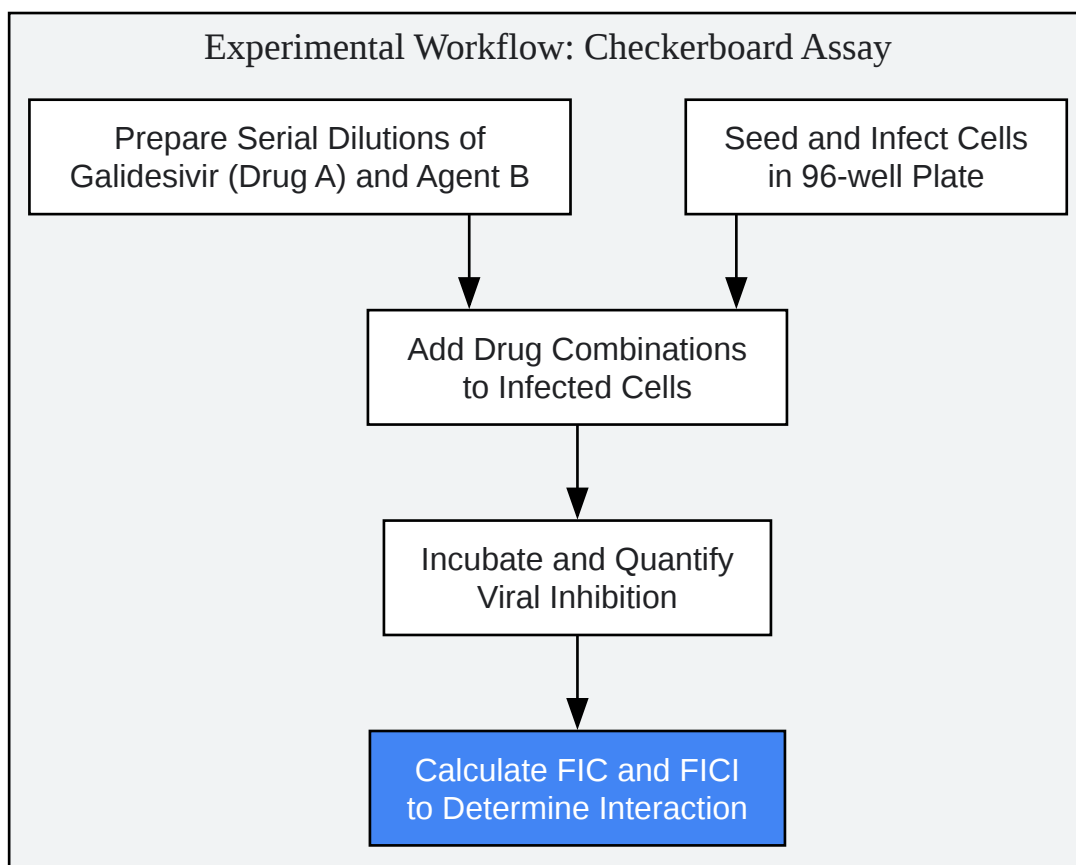 Experimental Workflow: Checkerboard Assay
Prepare Serial Dilutions of
Galidesivir (Drug A) and Agent B
Seed and Infect Cells
in 96-well Plate
Add Drug Combinations
to Infected Cells
Incubate and Quantify
Viral Inhibition
Calculate FIC and FICI
to Determine Interaction